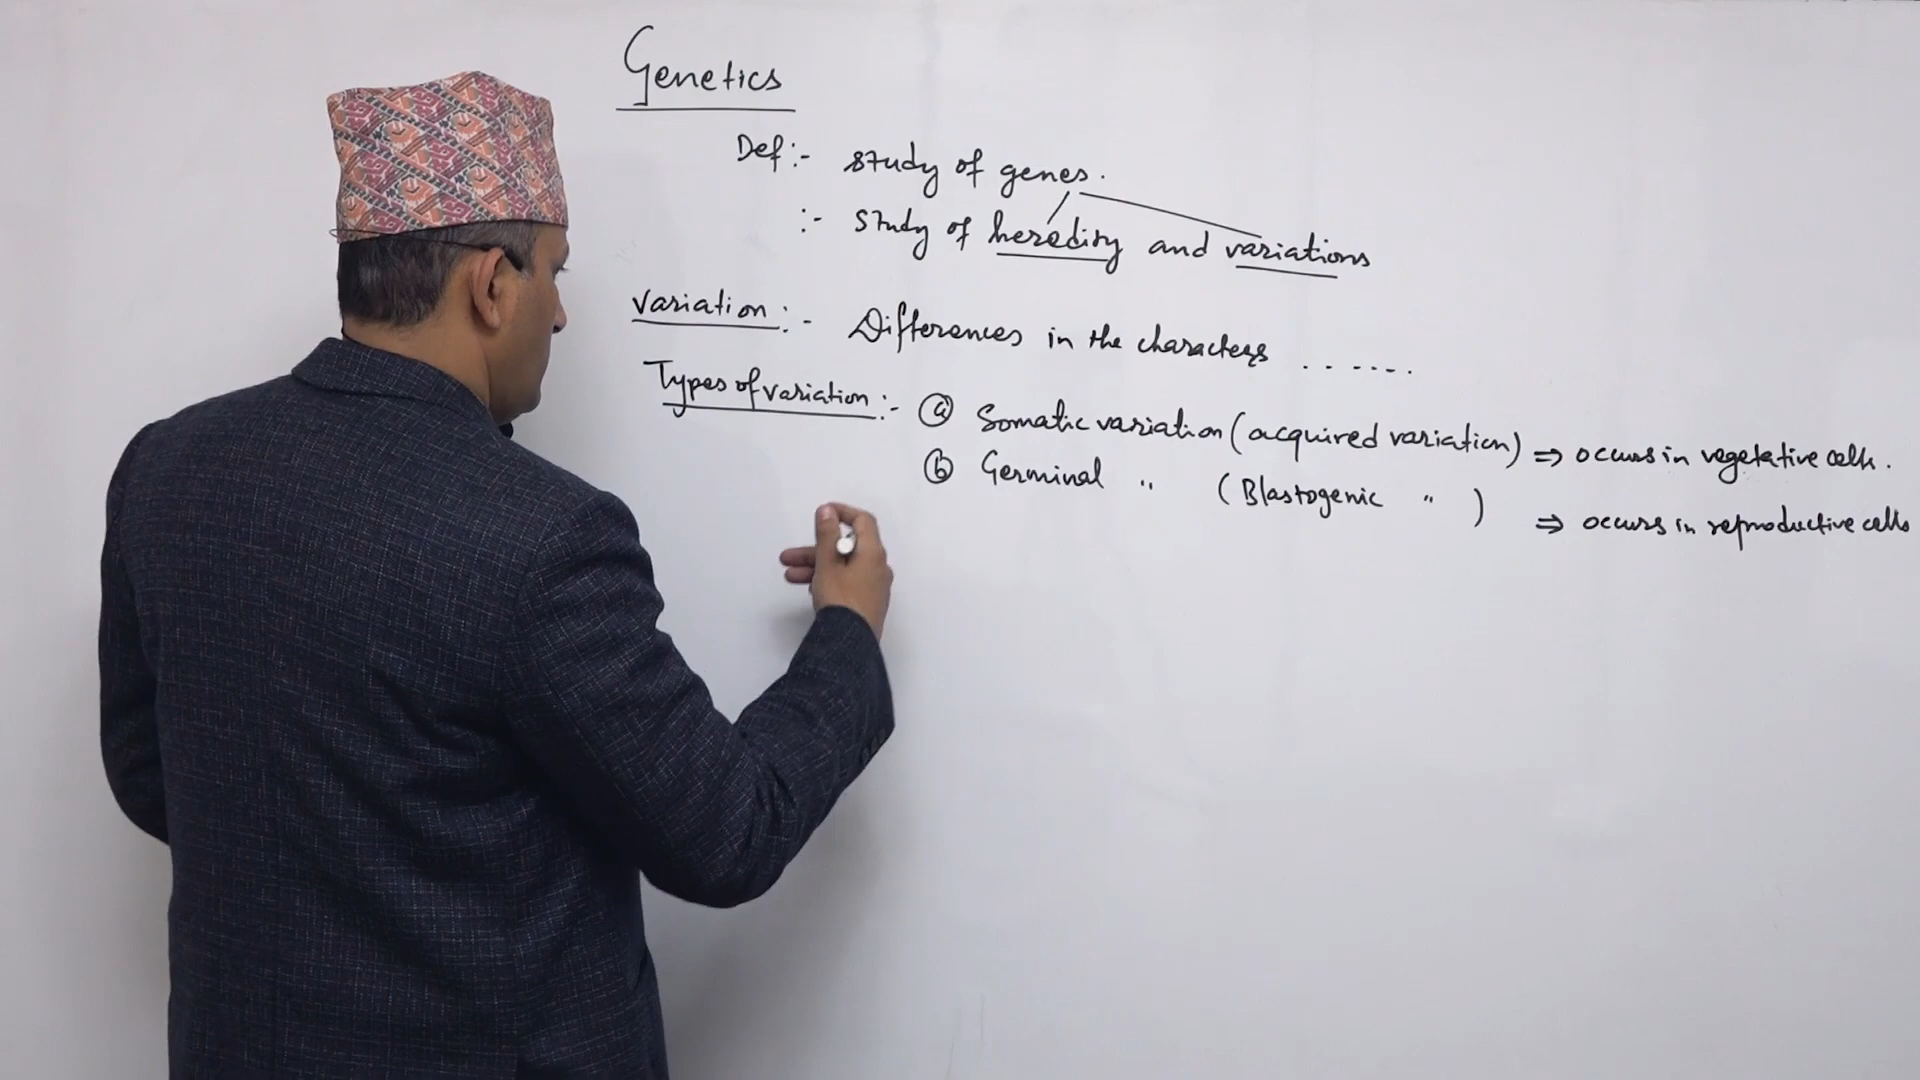 Genetics
Def :- study of genes.
:- study of heredity and variations
variation :- Differences in the characters . . . . . .
Types of variation :- (a) Somatic variation (acquired variation) ⇒ occurs in vegetative cells.
(b) Germinal " (Blastogenic " ) ⇒ occurs in reproductive cells